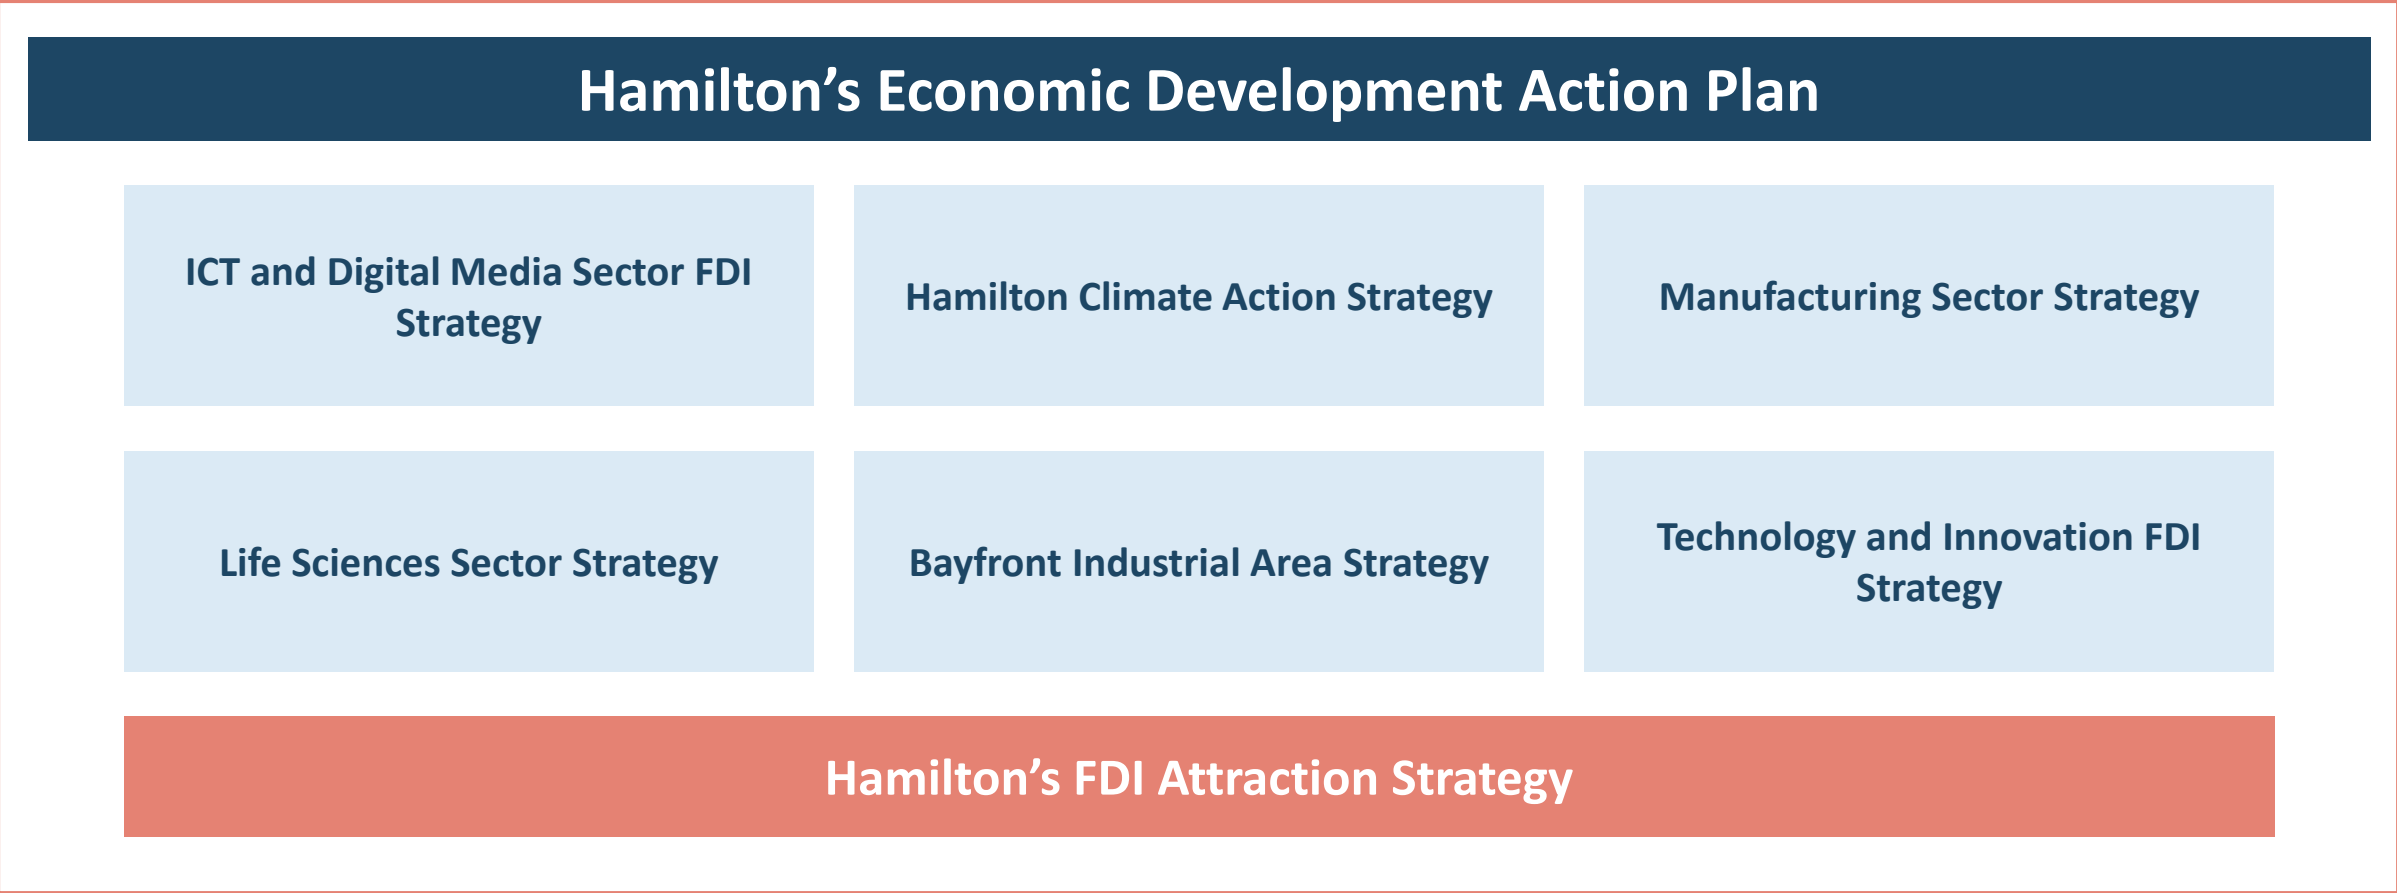 Hamilton’s Economic Development Action Plan
ICT and Digital Media Sector FDI
Strategy
Hamilton Climate Action Strategy
Manufacturing Sector Strategy
Life Sciences Sector Strategy
Bayfront Industrial Area Strategy
Technology and Innovation FDI
Strategy
Hamilton’s FDI Attraction Strategy